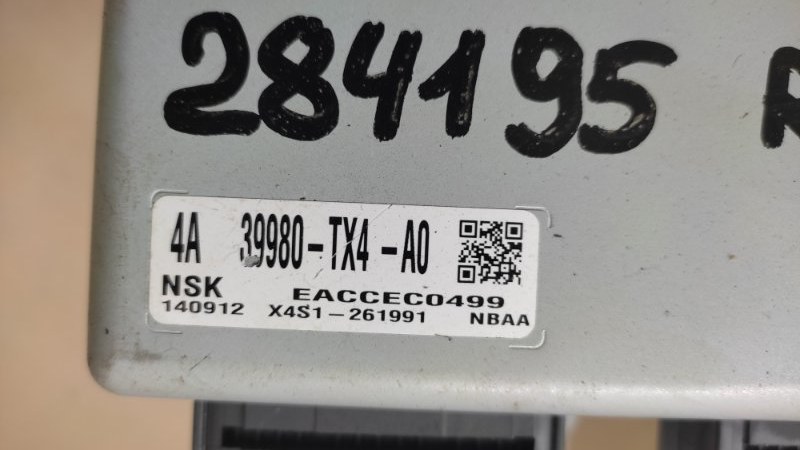 284195
4A 39980-TX4-A0
NSK EACCEC0499
140912 X4S1-261991 NBAA